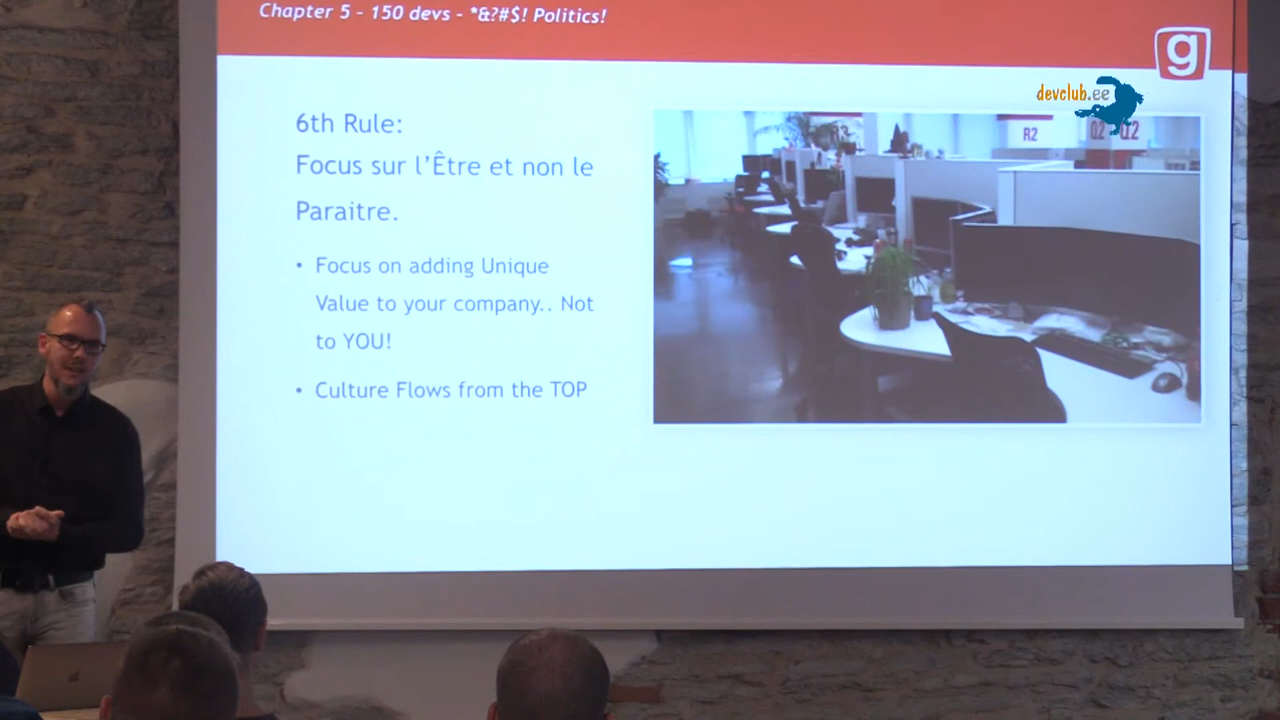 Chapter 5 – 150 devs – *&?#$! Politics!
g
devclub.ee
6th Rule:
Focus sur l'Être et non le
Paraitre.
• Focus on adding Unique
Value to your company.. Not
to YOU!
• Culture Flows from the TOP
R2
R2
Q2
Q2